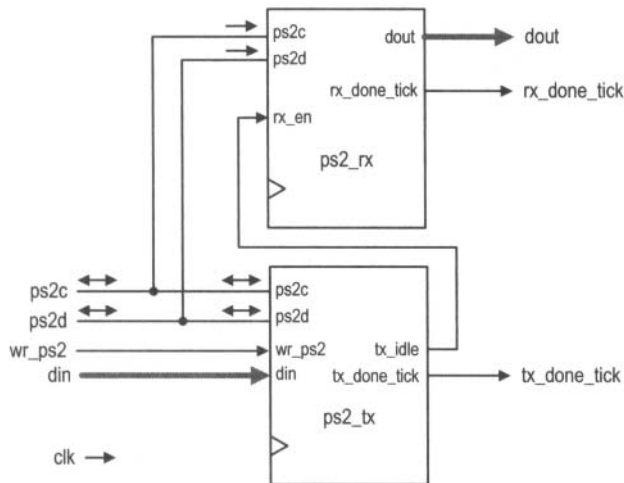 ps2c
dout
dout
ps2d
rx_done_tick
rx_done_tick
rx_en
ps2_rx
ps2c
ps2c
ps2d
ps2d
wr_ps2
wr_ps2
tx_idle
din
din
tx_done_tick
tx_done_tick
ps2_tx
clk